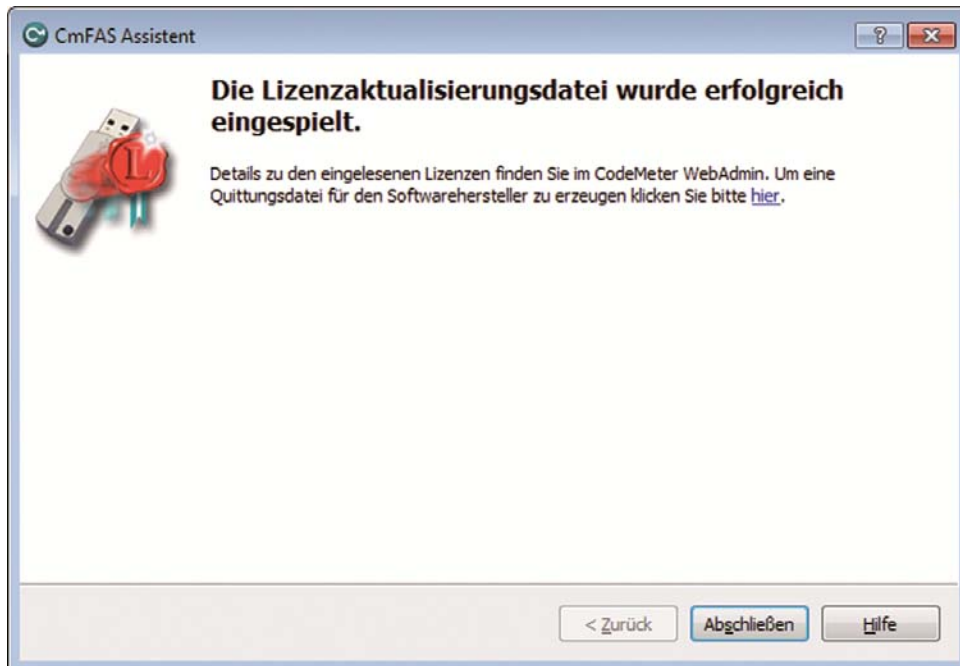 CmFAS Assistent
Die Lizenzaktualisierungsdatei wurde erfolgreich
eingespielt.
L
Details zu den eingelesenen Lizenzen finden Sie im CodeMeter WebAdmin. Um eine
Quittungsdatei für den Softwarehersteller zu erzeugen klicken Sie bitte hier.
< Zurück
Abschließen
Hilfe